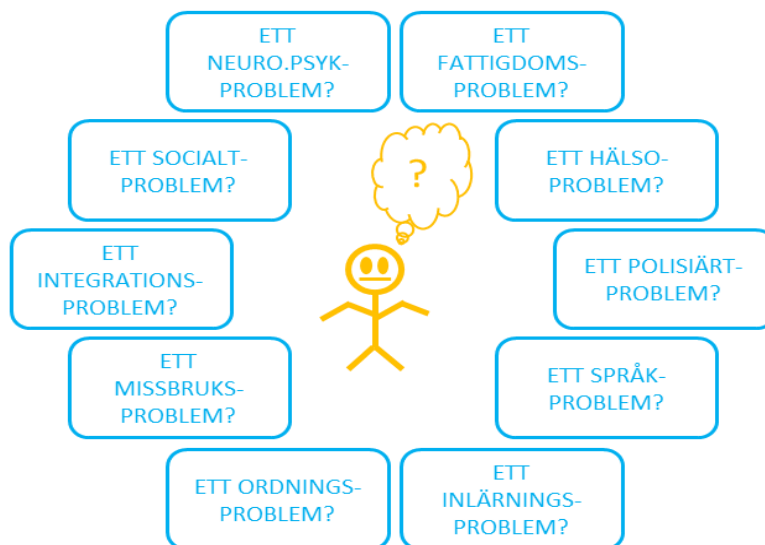 ETT
NEURO.PSYK-
PROBLEM?
ETT
FATTIGDOMS-
PROBLEM?
ETT SOCIALT-
PROBLEM?
?
ETT HÄLSO-
PROBLEM?
ETT
INTEGRATIONS-
PROBLEM?
ETT POLISIÄRT-
PROBLEM?
ETT
MISSBRUKS-
PROBLEM?
ETT SPRÅK-
PROBLEM?
ETT ORDNINGS-
PROBLEM?
ETT
INLÄRNINGS-
PROBLEM?